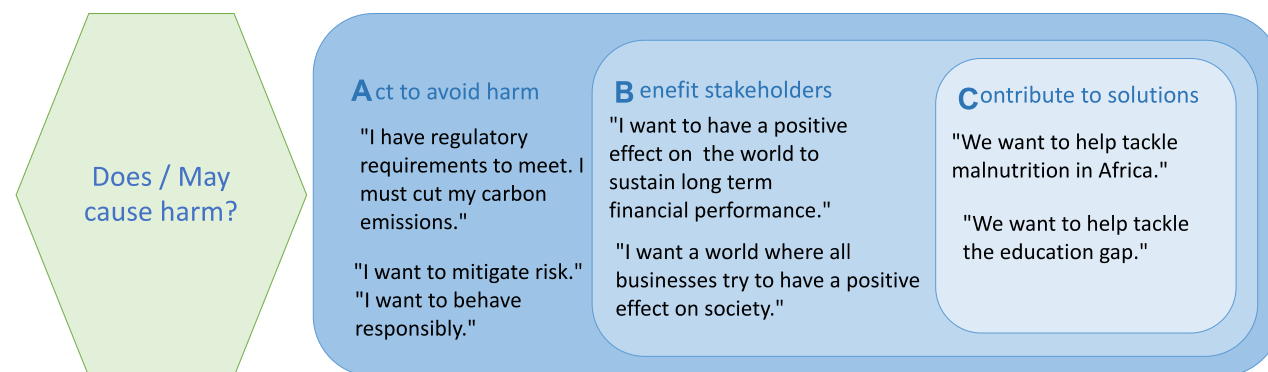 Does / May
cause harm?
Act to avoid harm
"I have regulatory
requirements to meet. I
must cut my carbon
emissions."
"I want to mitigate risk."
"I want to behave
responsibly."
Benefit stakeholders
"I want to have a positive
effect on  the world to
sustain long term
financial performance."
"I want a world where all
businesses try to have a positive
effect on society."
Contribute to solutions
"We want to help tackle
malnutrition in Africa."
"We want to help tackle
the education gap."